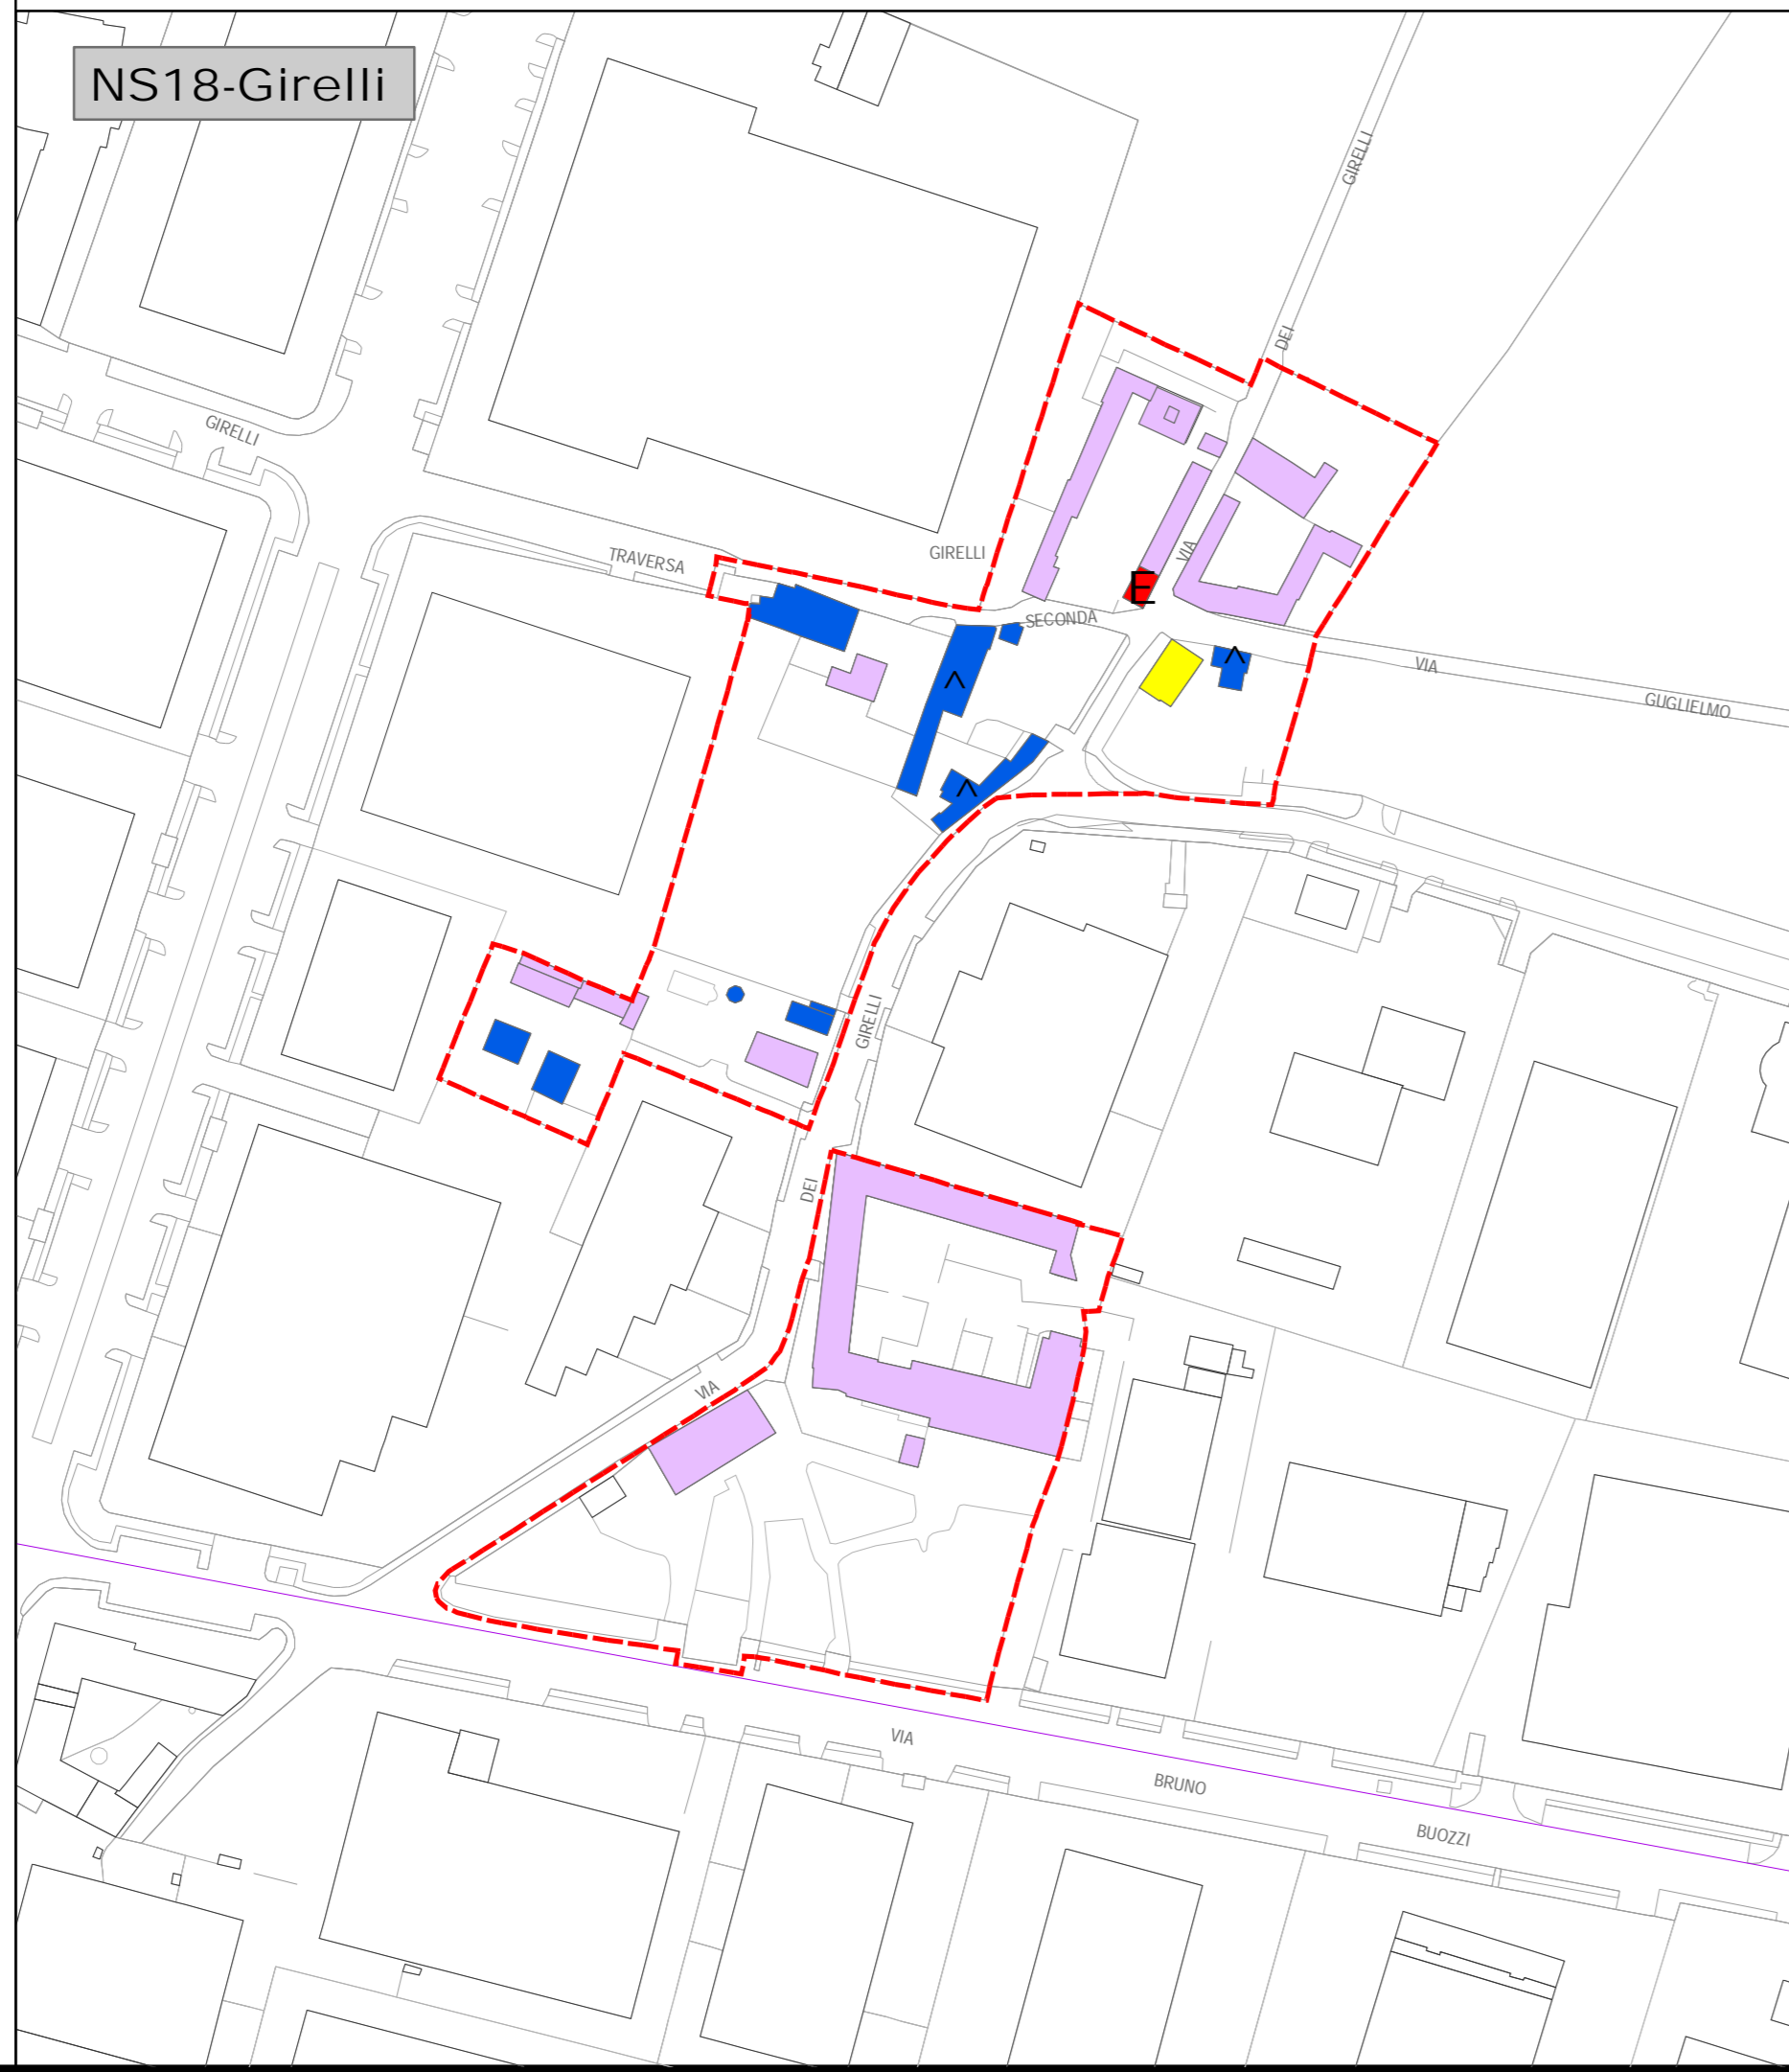 NS18-Girelli
GIRELLI
DEI
GIRELLI
TRAVERSA
GIRELLI
VIA
E
SECONDA
^
VIA
^
GUGLIELMO
^
GIRELLI
DEI
VIA
VIA
BRUNO
BUOZZI